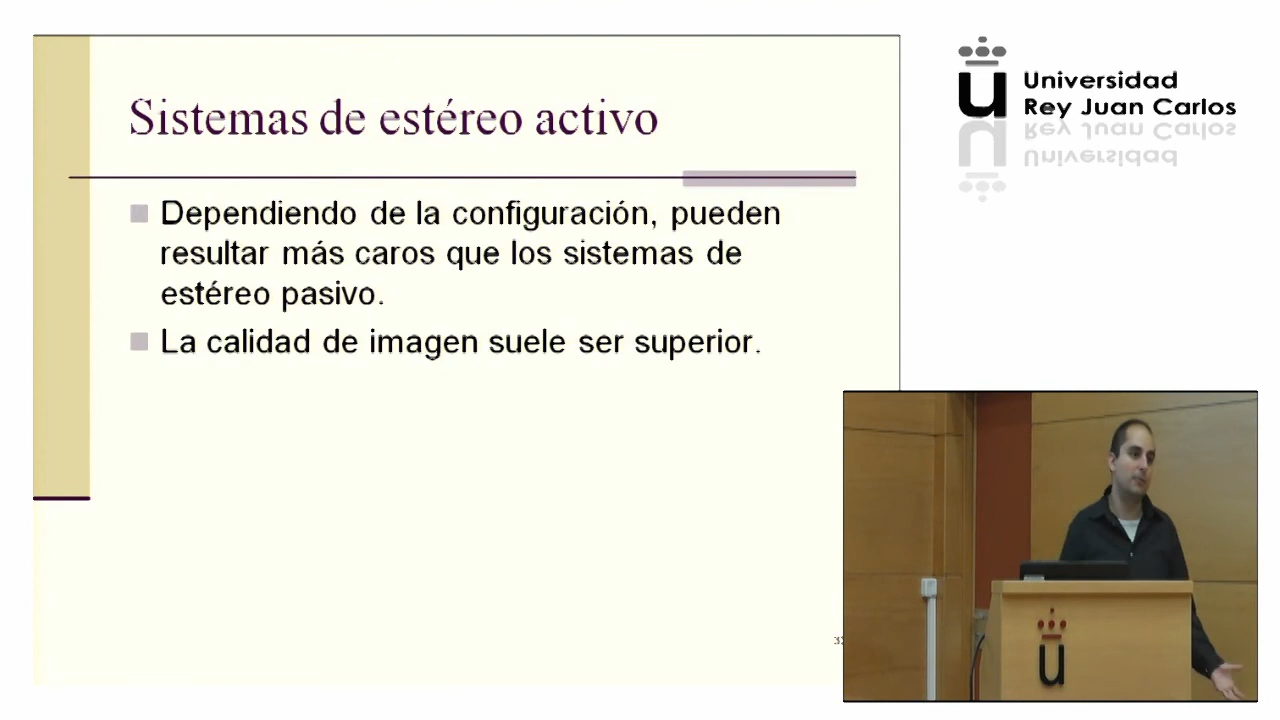 Sistemas de estéreo activo
Dependiendo de la configuración, pueden
resultar más caros que los sistemas de
estéreo pasivo.
La calidad de imagen suele ser superior.
u
Universidad
Rey Juan Carlos
u